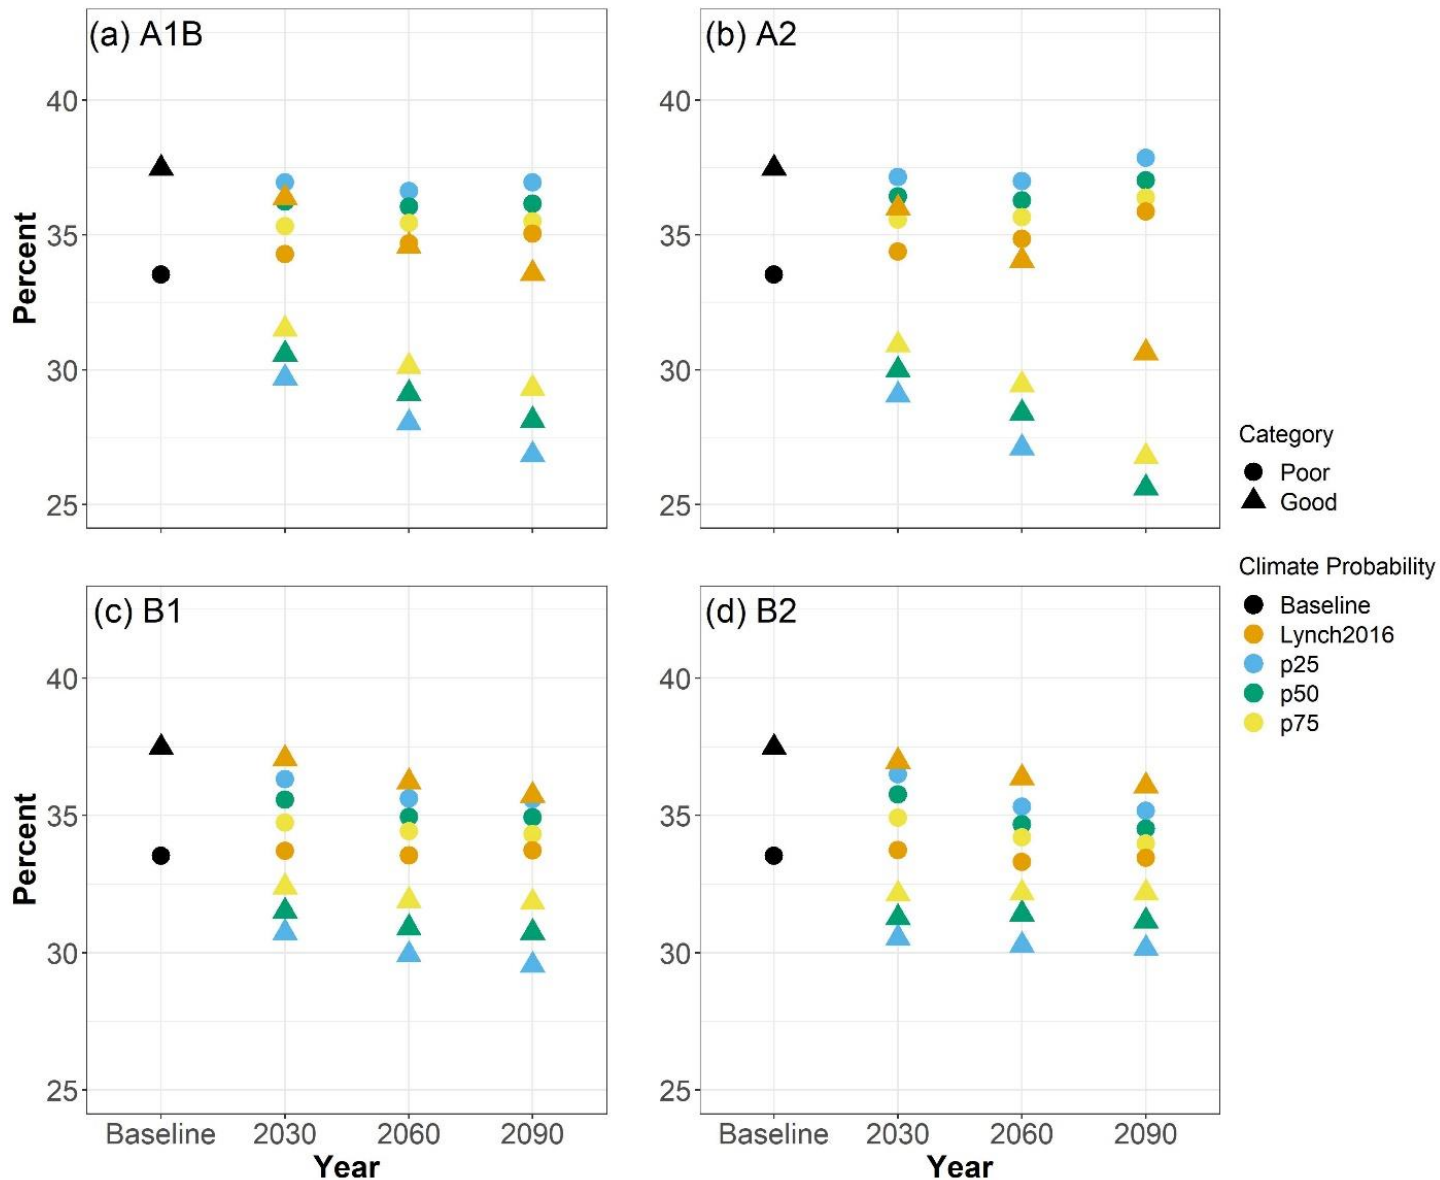 (a) A1B
(b) A2
40
35
30
25
Percent
40
35
30
25
(c) B1
(d) B2
40
35
30
25
Percent
40
35
30
25
Baseline 2030 2060 2090
Year
Baseline 2030 2060 2090
Year
Category
Poor
Good
Climate Probability
Baseline
Lynch2016
p25
p50
p75